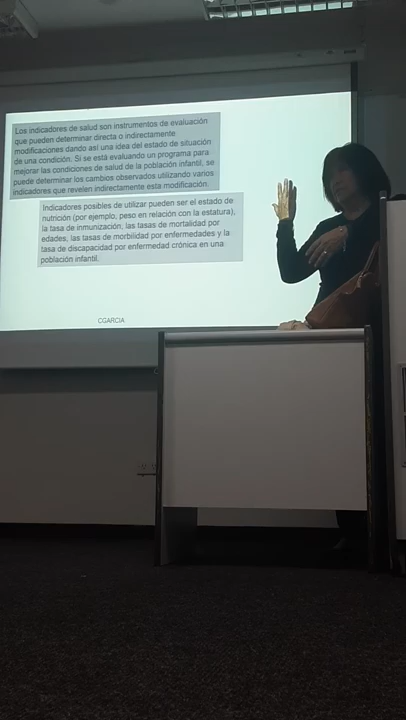 Los indicadores de salud son instrumentos de evaluación
que pueden determinar directa o indirectamente
modificaciones dando así una idea del estado de situación
de una condición. Si se está evaluando un programa para
mejorar las condiciones de salud de la población infantil, se
puede determinar los cambios observados utilizando varios
indicadores que revelen indirectamente esta modificación.
Indicadores posibles de utilizar pueden ser el estado de
nutrición (por ejemplo, peso en relación con la estatura),
la tasa de inmunización, las tasas de mortalidad por
edades, las tasas de morbilidad por enfermedades y la
tasa de discapacidad por enfermedad crónica en una
población infantil.
CGARCIA